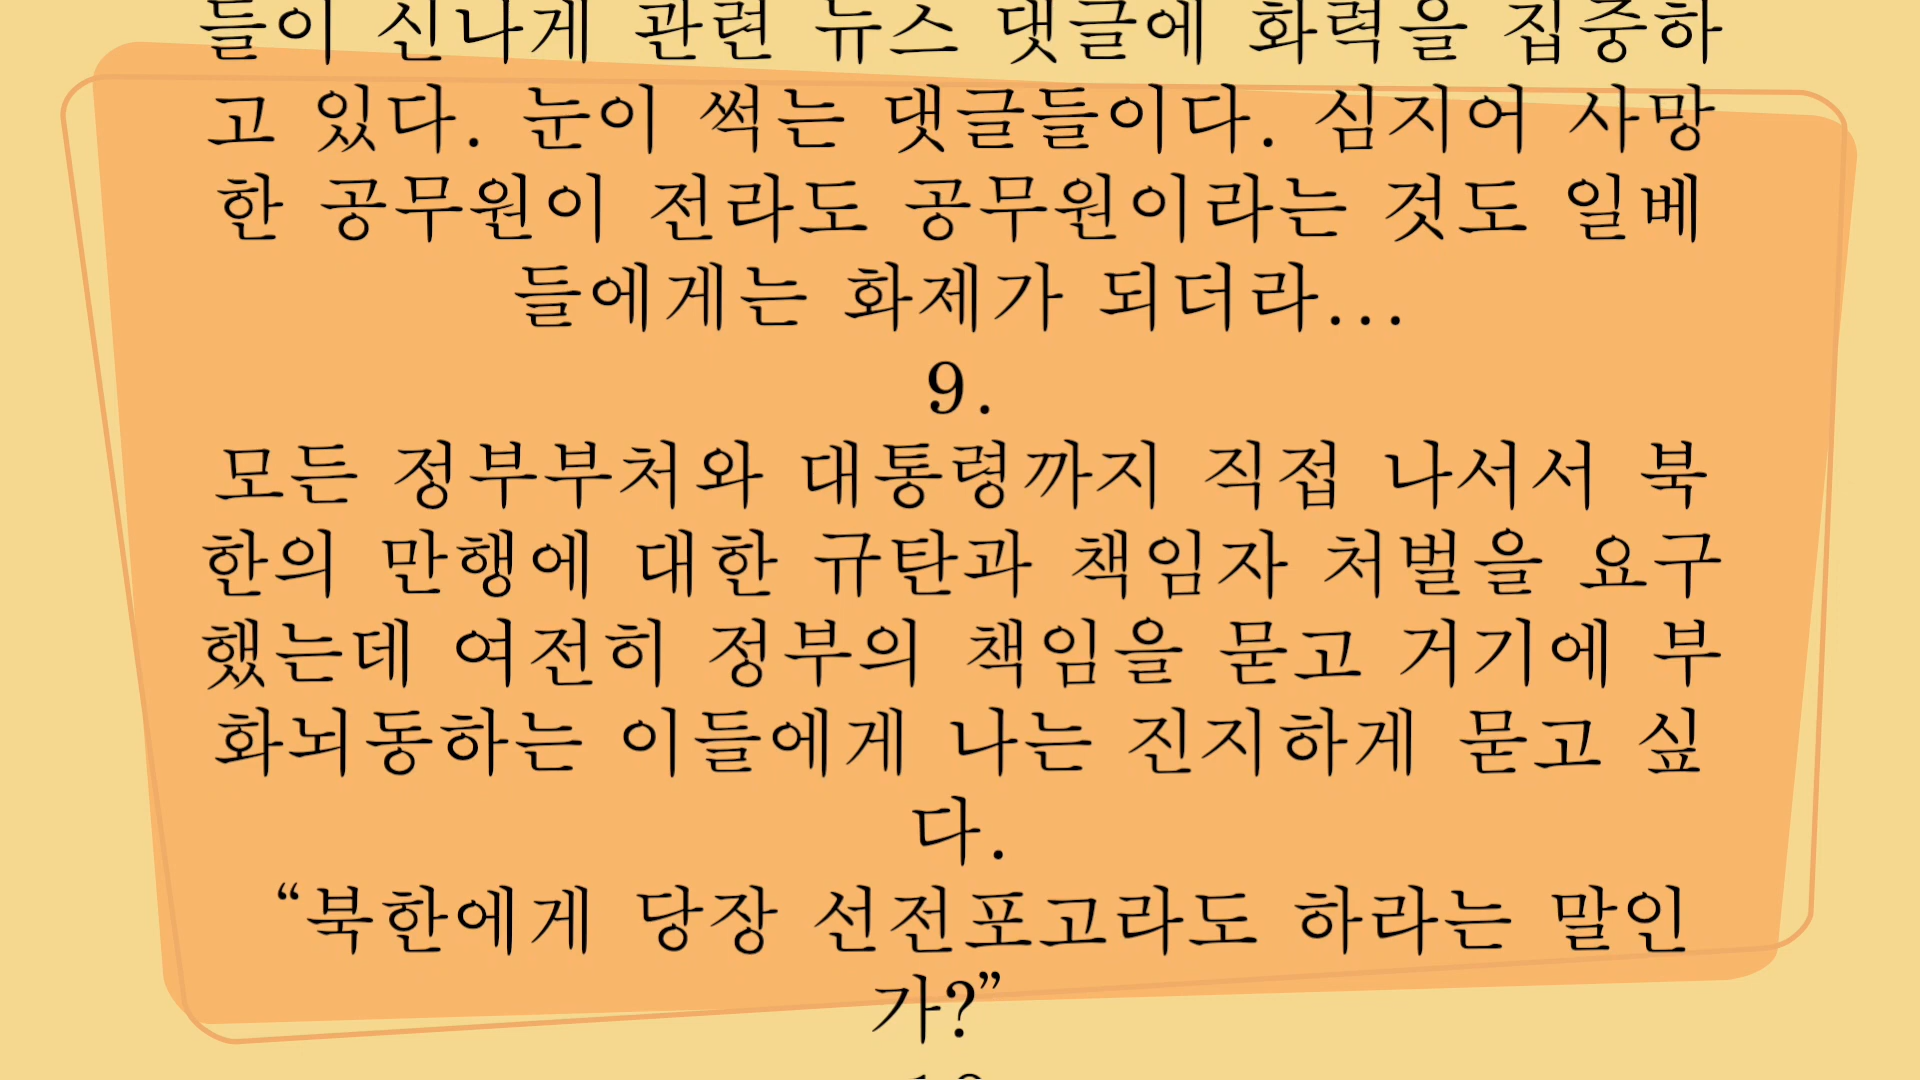 들이 신나게 관련 뉴스 댓글에 화력을 집중하
고 있다. 눈이 썩는 댓글들이다. 심지어 사망
한 공무원이 전라도 공무원이라는 것도 일베
들에게는 화제가 되더라...
9.
모든 정부부처와 대통령까지 직접 나서서 북
한의 만행에 대한 규탄과 책임자 처벌을 요구
했는데 여전히 정부의 책임을 묻고 거기에 부
화뇌동하는 이들에게 나는 진지하게 묻고 싶
다.
“북한에게 당장 선전포고라도 하라는 말인
가?”